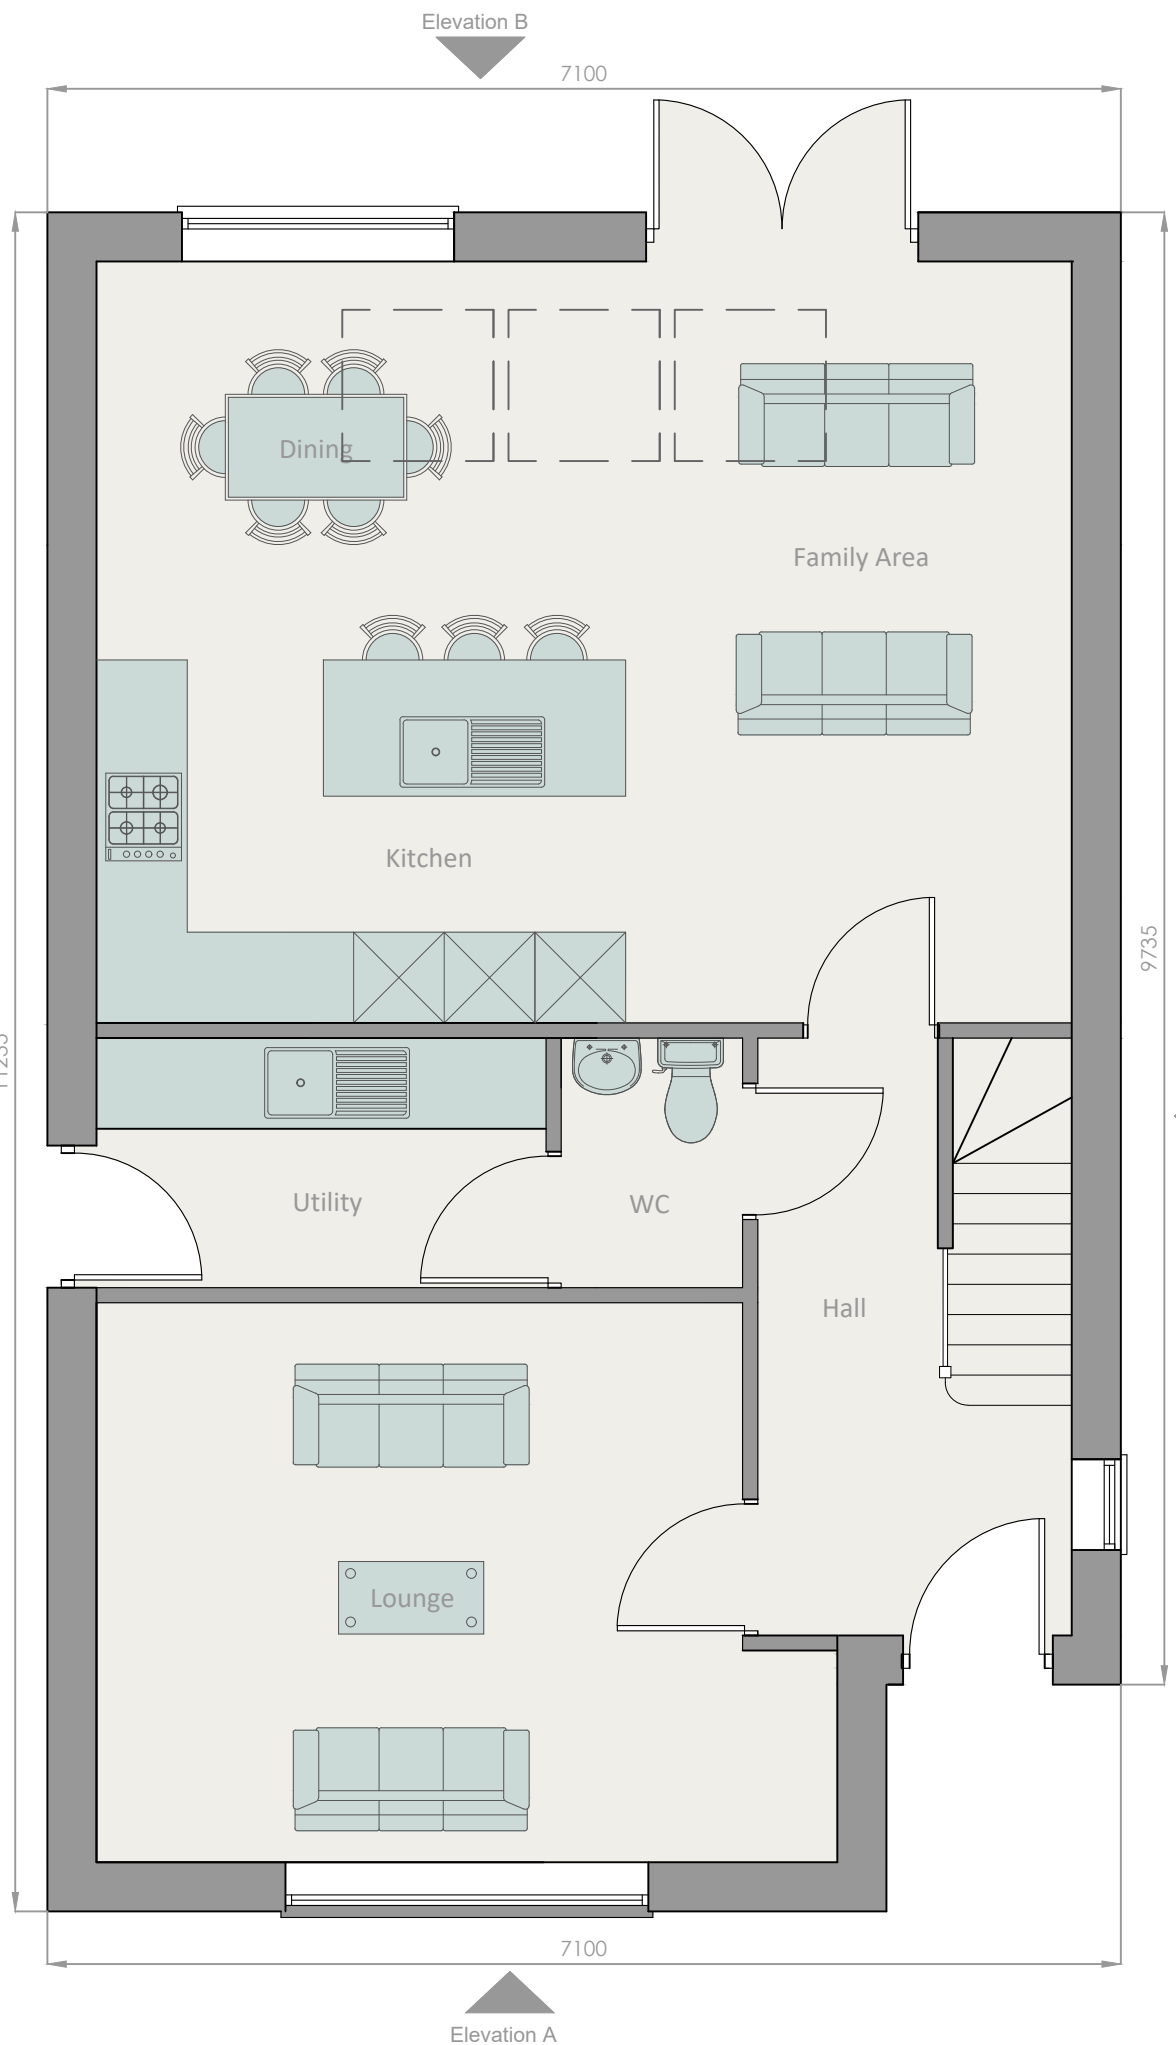 Elevation B
7100
Dining
Family Area
Kitchen
9735
Utility
WC
Hall
Lounge
7100
Elevation A